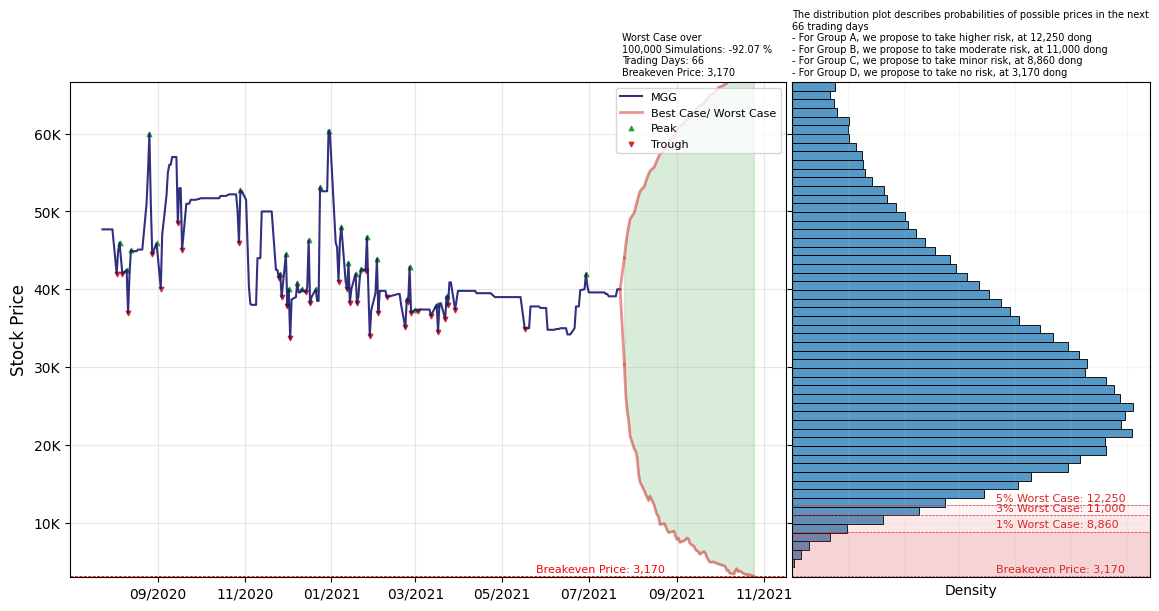 The distribution plot describes probabilities of possible prices in the next
66 trading days
- For Group A, we propose to take higher risk, at 12,250 dong
- For Group B, we propose to take moderate risk, at 11,000 dong
- For Group C, we propose to take minor risk, at 8,860 dong
- For Group D, we propose to take no risk, at 3,170 dong
Worst Case over
100,000 Simulations: -92.07 %
Trading Days: 66
Breakeven Price: 3,170
MGG
Best Case/ Worst Case
Peak
Trough
Stock Price
60K
50K
40K
30K
20K
10K
5% Worst Case: 12,250
3% Worst Case: 11,000
1% Worst Case: 8,860
Breakeven Price: 3,170
Breakeven Price: 3,170
09/2020
11/2020
01/2021
03/2021
05/2021
07/2021
09/2021
11/2021
Density